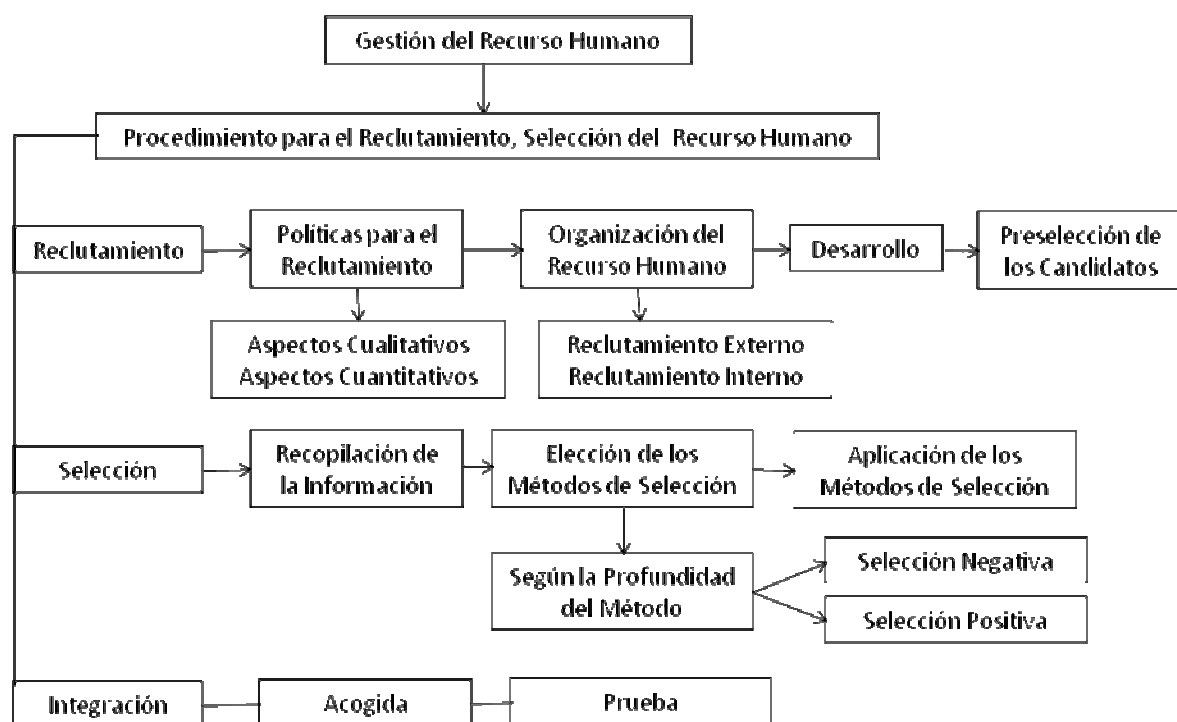 Gestión del Recurso Humano
Procedimiento para el Reclutamiento, Selección del Recurso Humano
Reclutamiento
Políticas para el
Reclutamiento
Organización del
Recurso Humano
Desarrollo
Preselección de
los Candidatos
Aspectos Cualitativos
Aspectos Cuantitativos
Reclutamiento Externo
Reclutamiento Interno
Selección
Recopilación de
la Información
Elección de los
Métodos de Selección
Aplicación de los
Métodos de Selección
Según la Profundidad
del Método
Selección Negativa
Selección Positiva
Integración
Acogida
Prueba